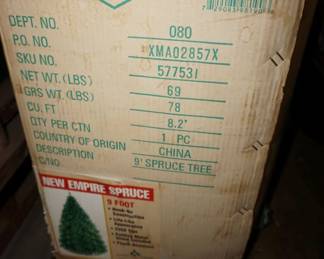 DEPT. NO. 080
P.O. NO. XMA02857X
SKU NO. 577531
NET WT. (LBS) 69
GRS WT. (LBS) 78
CU, FT 8.2'
QTY PER CTN 1 PC
COUNTRY OF ORIGIN CHINA
DESCRIPTION 9' SPRUCE TREE
C/NO.
NEW EMPIRE SPRUCE
9 FOOT